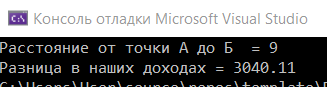 Консоль отладки Microsoft Visual Studio
Расстояние от точки А до Б  = 9
Разница в наших доходах = 3040.11